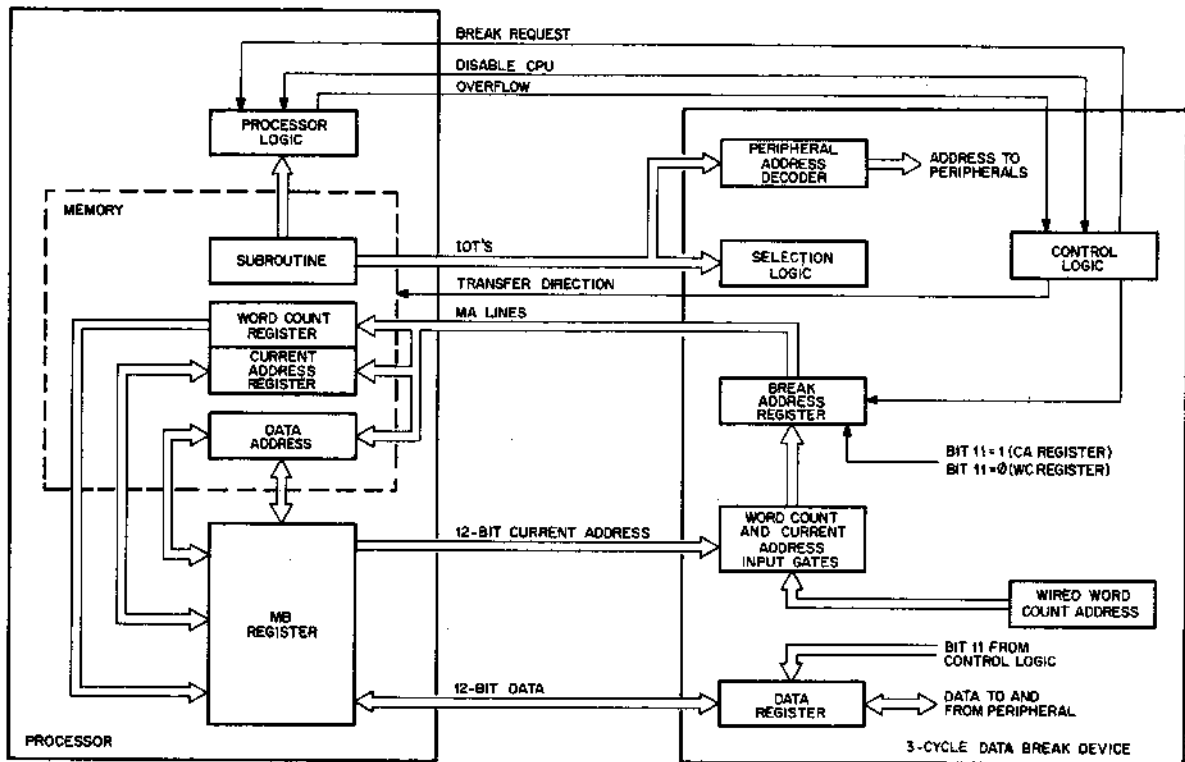 BREAK REQUEST
DISABLE CPU
OVERFLOW
PROCESSOR
LOGIC
MEMORY
SUBROUTINE
IOT'S
PERIPHERAL
ADDRESS
DECODER
ADDRESS TO
PERIPHERALS
SELECTION
LOGIC
CONTROL
LOGIC
TRANSFER DIRECTION
MA LINES
WORD COUNT
REGISTER
CURRENT
ADDRESS
REGISTER
DATA
ADDRESS
BREAK
ADDRESS
REGISTER
BIT 11=1 (CA REGISTER)
BIT 11=0 (WC REGISTER)
12-BIT CURRENT ADDRESS
WORD COUNT
AND CURRENT
ADDRESS
INPUT GATES
WIRED WORD
COUNT ADDRESS
MB
REGISTER
BIT 11 FROM
CONTROL LOGIC
12-BIT DATA
DATA
REGISTER
DATA TO AND
FROM PERIPHERAL
PROCESSOR
3-CYCLE DATA BREAK DEVICE